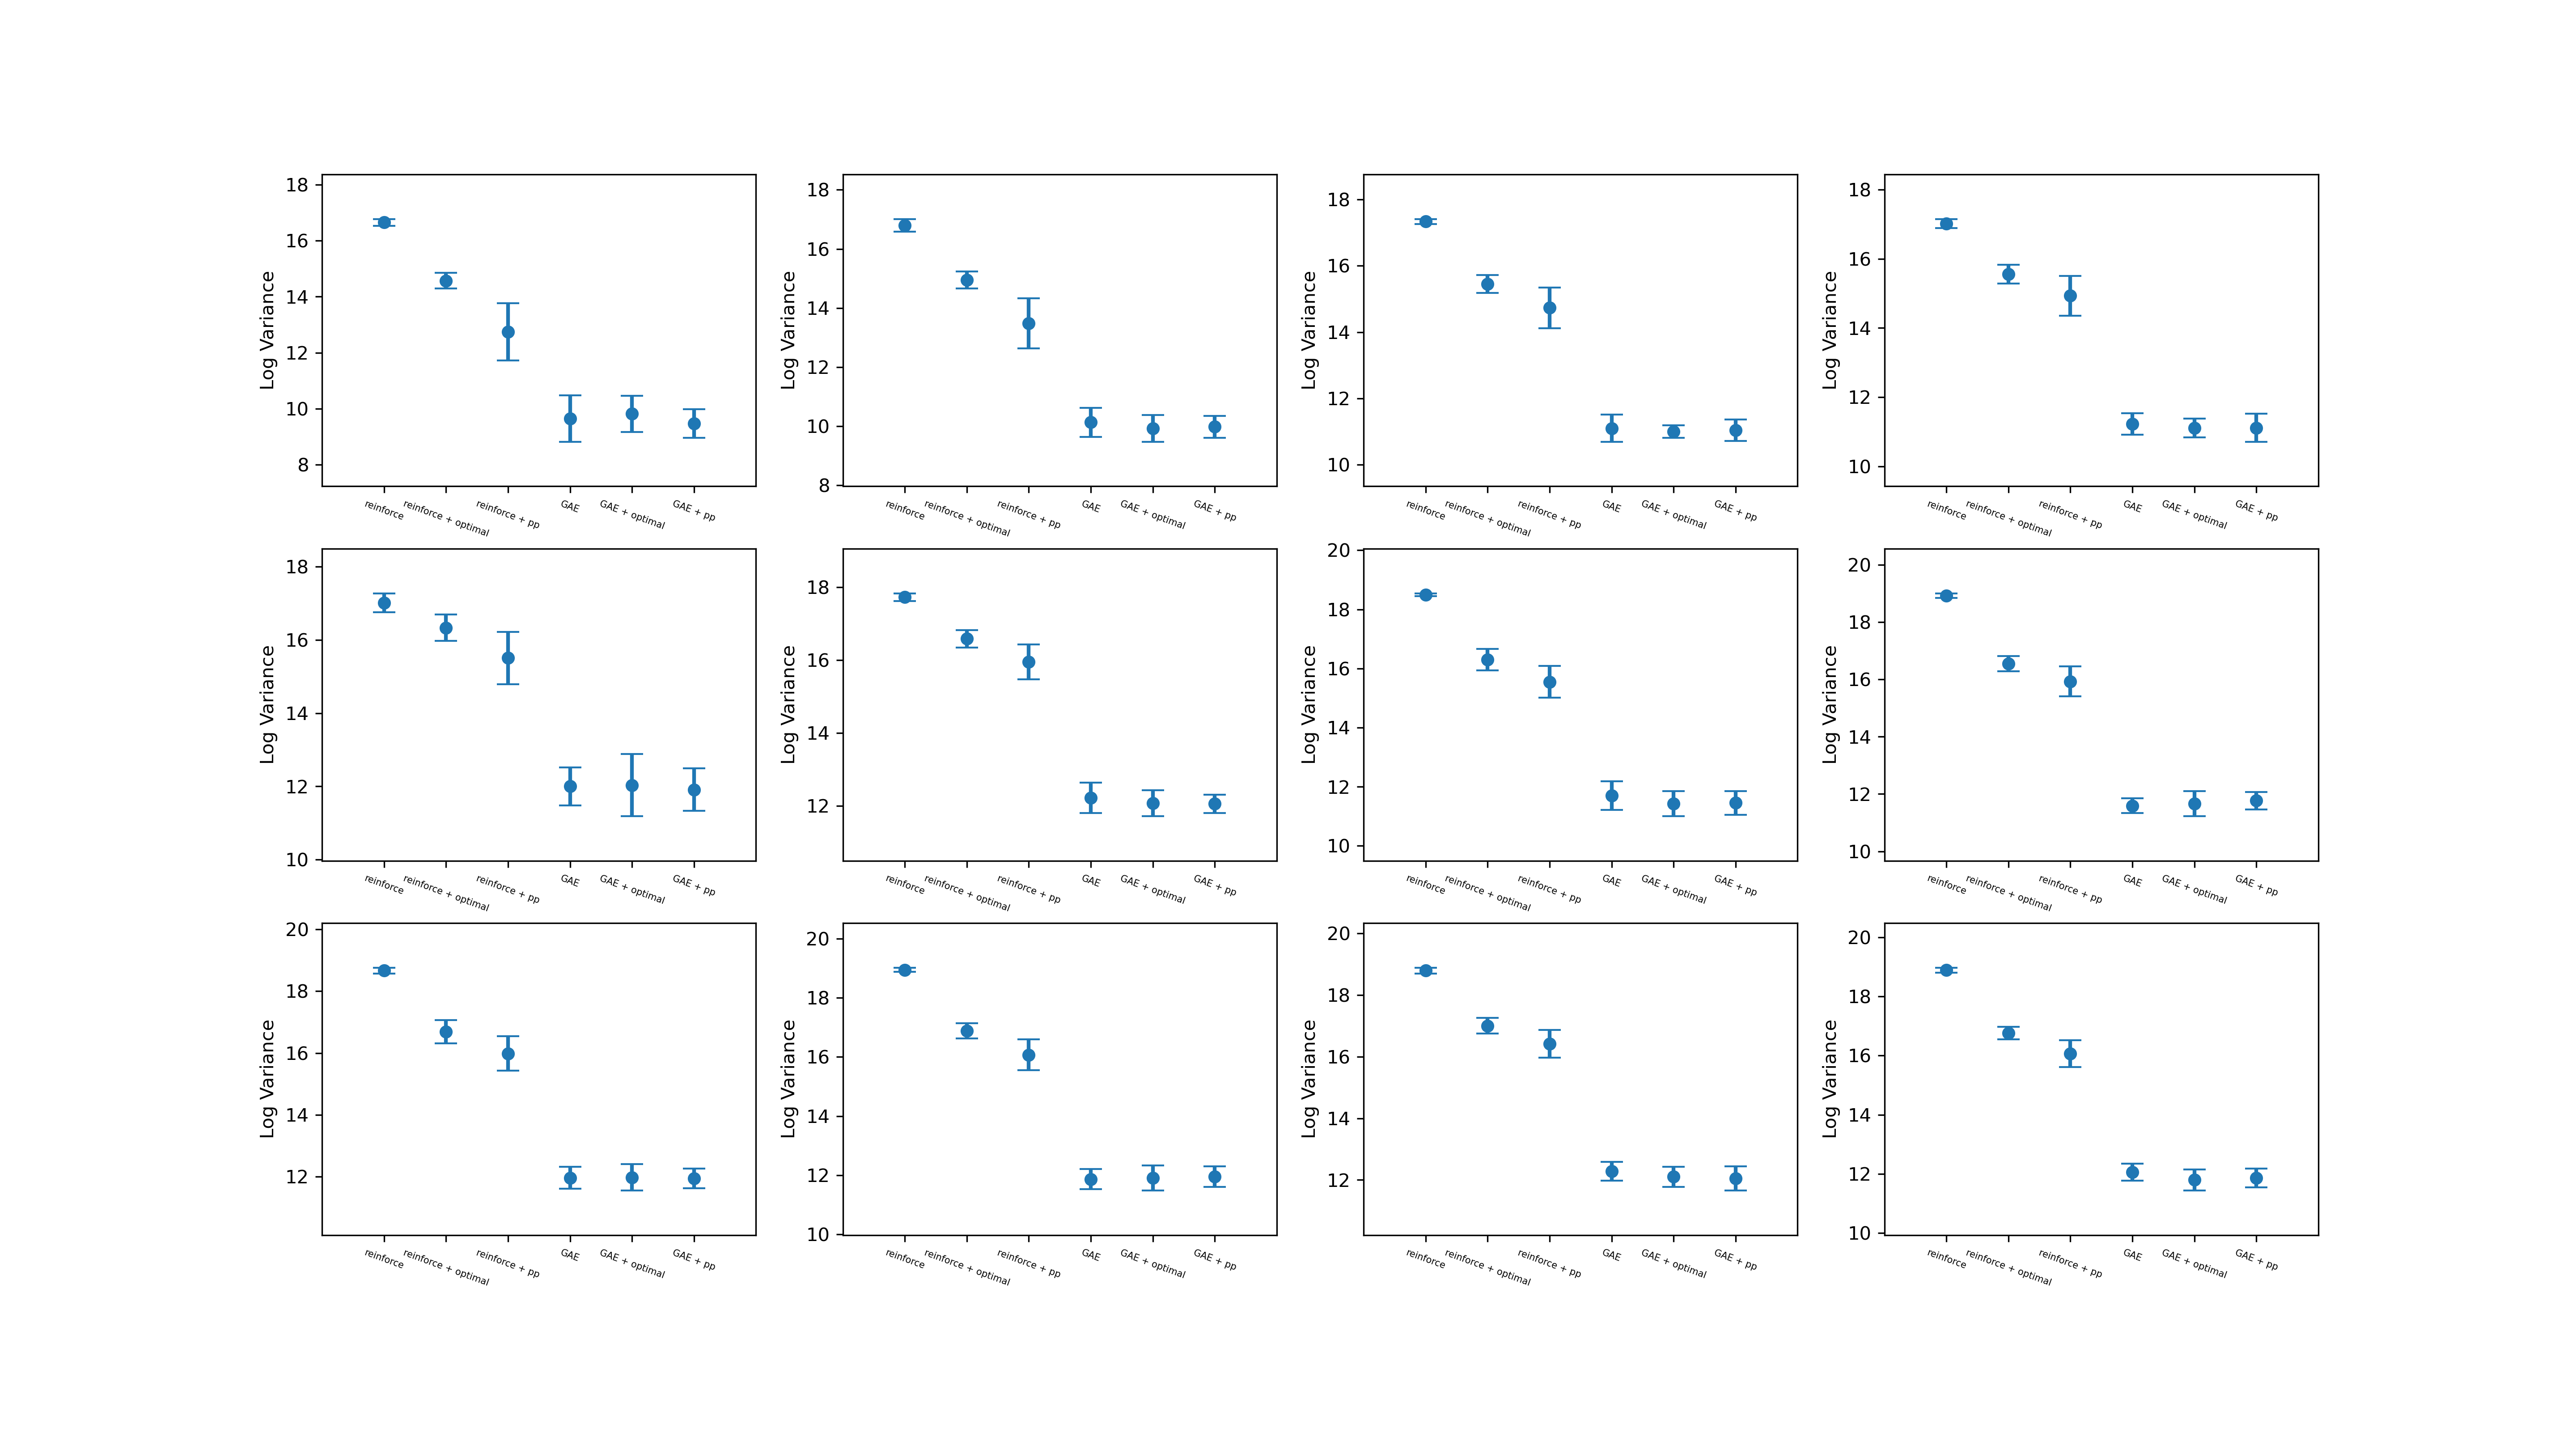 18
16
14
12
10
8
Log Variance
reinforce
reinforce + optimal
reinforce + pp
GAE
GAE + optimal
GAE + pp
18
16
14
12
10
8
Log Variance
reinforce
reinforce + optimal
reinforce + pp
GAE
GAE + optimal
GAE + pp
18
16
14
12
10
Log Variance
reinforce
reinforce + optimal
reinforce + pp
GAE
GAE + optimal
GAE + pp
18
16
14
12
10
Log Variance
reinforce
reinforce + optimal
reinforce + pp
GAE
GAE + optimal
GAE + pp
18
16
14
12
10
Log Variance
reinforce
reinforce + optimal
reinforce + pp
GAE
GAE + optimal
GAE + pp
18
16
14
12
Log Variance
reinforce
reinforce + optimal
reinforce + pp
GAE
GAE + optimal
GAE + pp
20
18
16
14
12
10
Log Variance
reinforce
reinforce + optimal
reinforce + pp
GAE
GAE + optimal
GAE + pp
20
18
16
14
12
10
Log Variance
reinforce
reinforce + optimal
reinforce + pp
GAE
GAE + optimal
GAE + pp
20
18
16
14
12
Log Variance
reinforce
reinforce + optimal
reinforce + pp
GAE
GAE + optimal
GAE + pp
20
18
16
14
12
10
Log Variance
reinforce
reinforce + optimal
reinforce + pp
GAE
GAE + optimal
GAE + pp
20
18
16
14
12
Log Variance
reinforce
reinforce + optimal
reinforce + pp
GAE
GAE + optimal
GAE + pp
20
18
16
14
12
10
Log Variance
reinforce
reinforce + optimal
reinforce + pp
GAE
GAE + optimal
GAE + pp